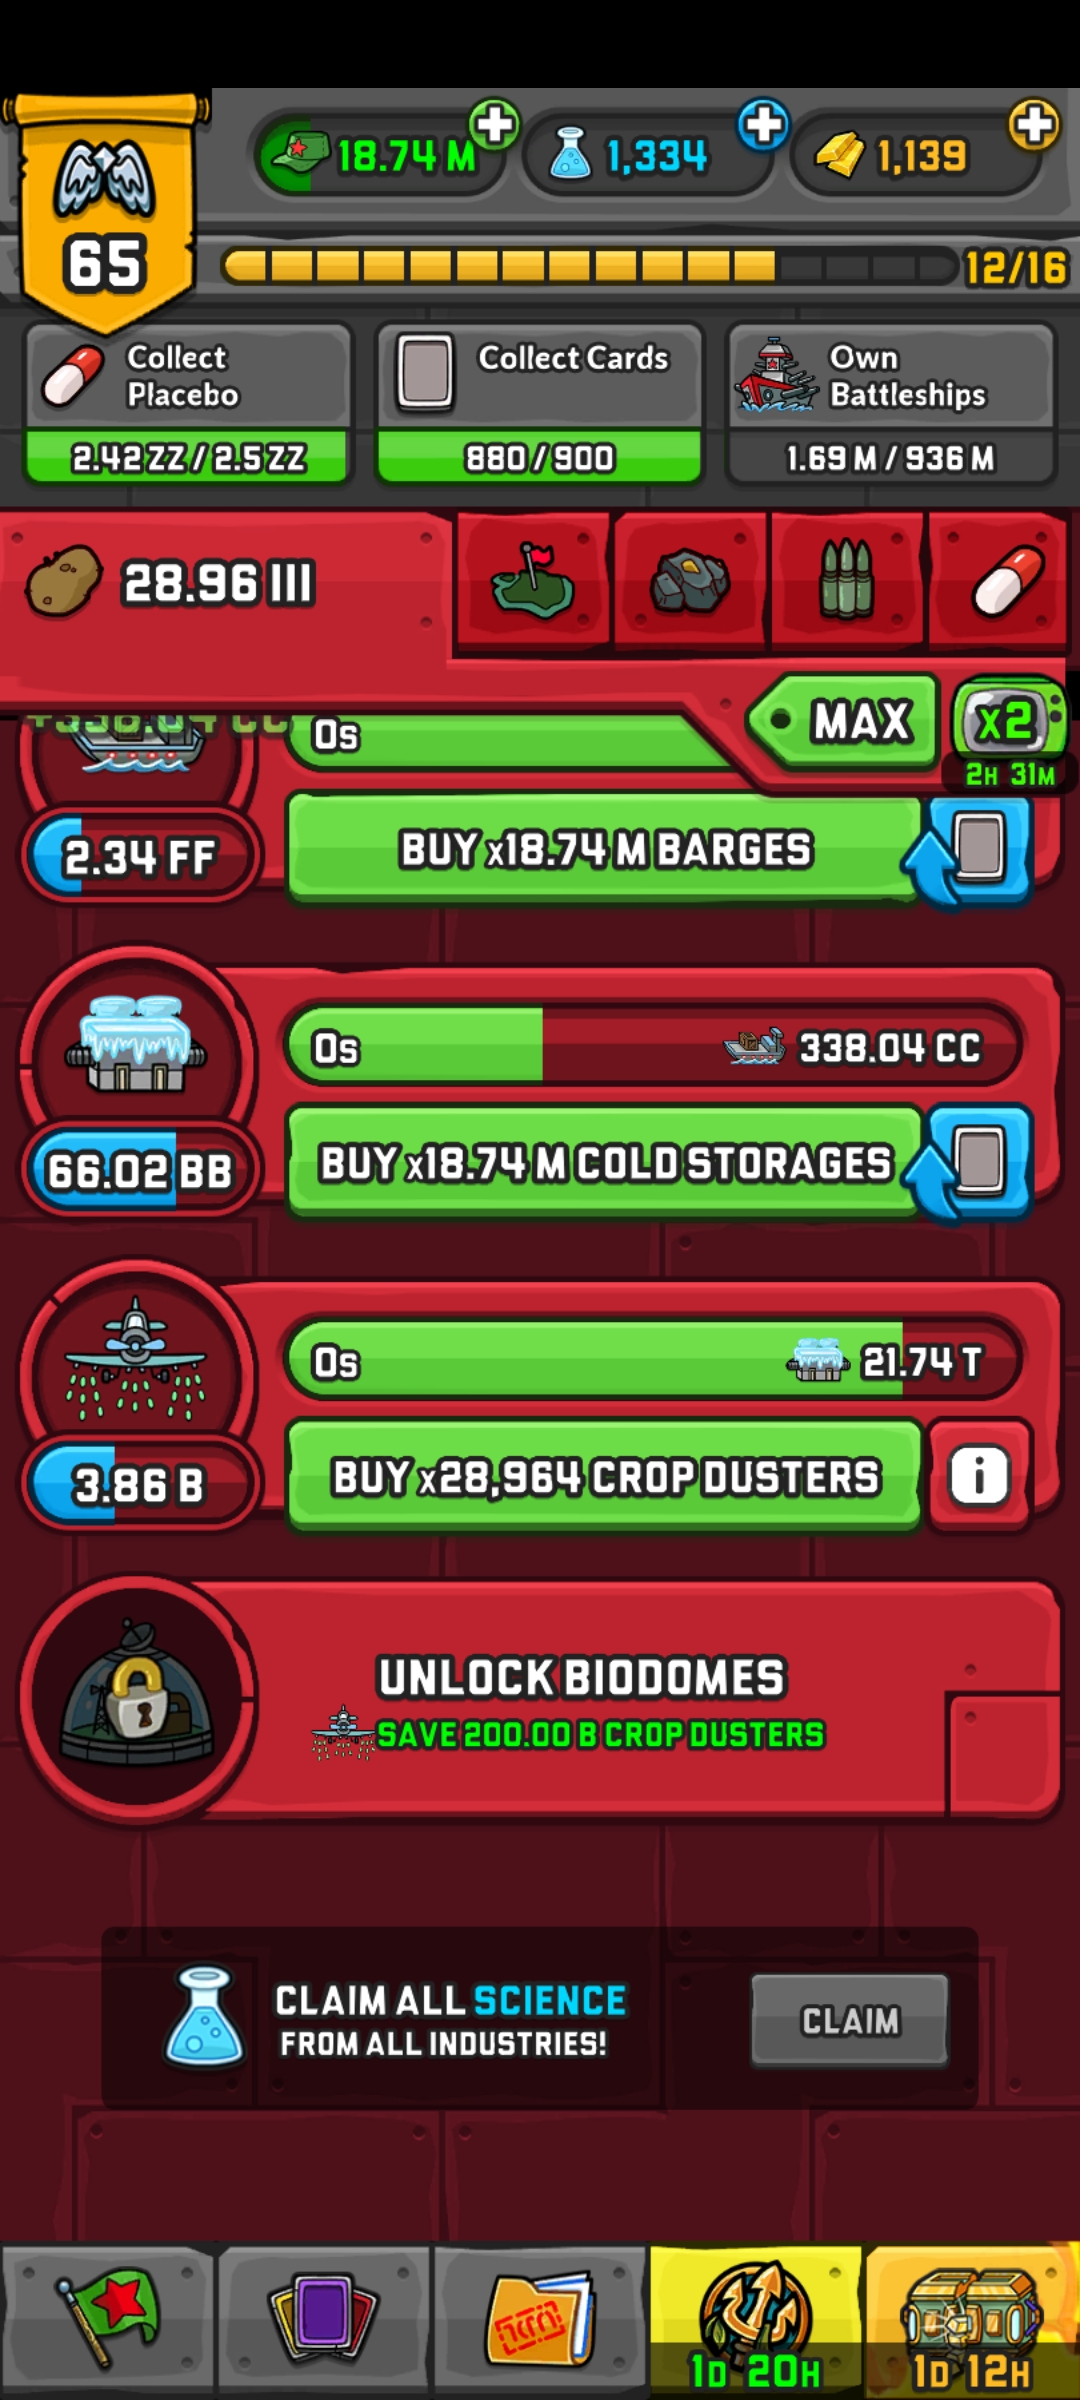 18.74 M
1,334
1,139
65
12/16
Collect
Placebo
2.42 ZZ / 2.5 ZZ
Collect Cards
880 / 900
Own
Battleships
1.69 M / 936 M
28.96 III
MAX
x2
2H 31M
+338.04 CC
0s
2.34 FF
BUY x18.74 M BARGES
0s
338.04 CC
66.02 BB
BUY x18.74 M COLD STORAGES
0s
21.74 T
3.86 B
BUY x28,964 CROP DUSTERS
i
UNLOCK BIODOMES
SAVE 200.00 B CROP DUSTERS
CLAIM ALL SCIENCE
FROM ALL INDUSTRIES!
CLAIM
1D 20H
1D 12H